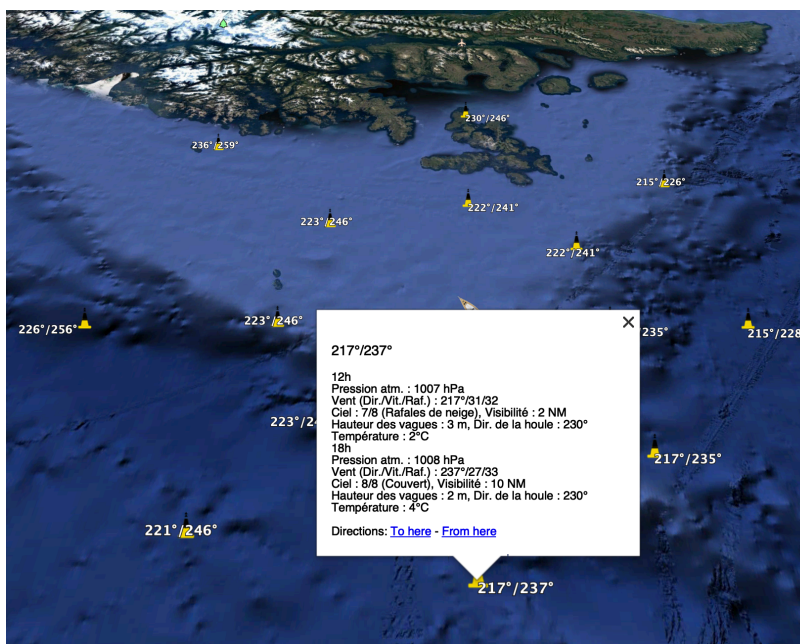 230°/246°
236°/259°
215°/226°
222°/241°
223°/246°
222°/241°
226°/256°
223°/246°
235°
215°/228
217°/237°
12h
Pression atm. : 1007 hPa
Vent (Dir./Vit./Raf.) : 217°/31/32
Ciel : 7/8 (Rafales de neige), Visibilité : 2 NM
Hauteur des vagues : 3 m, Dir. de la houle : 230°
Température : 2°C
18h
Pression atm. : 1008 hPa
Vent (Dir./Vit./Raf.) : 237°/27/33
Ciel : 8/8 (Couvert), Visibilité : 10 NM
Hauteur des vagues : 2 m, Dir. de la houle : 230°
Température : 4°C
Directions: To here - From here
223°/24
217°/235°
221°/246°
217°/237°